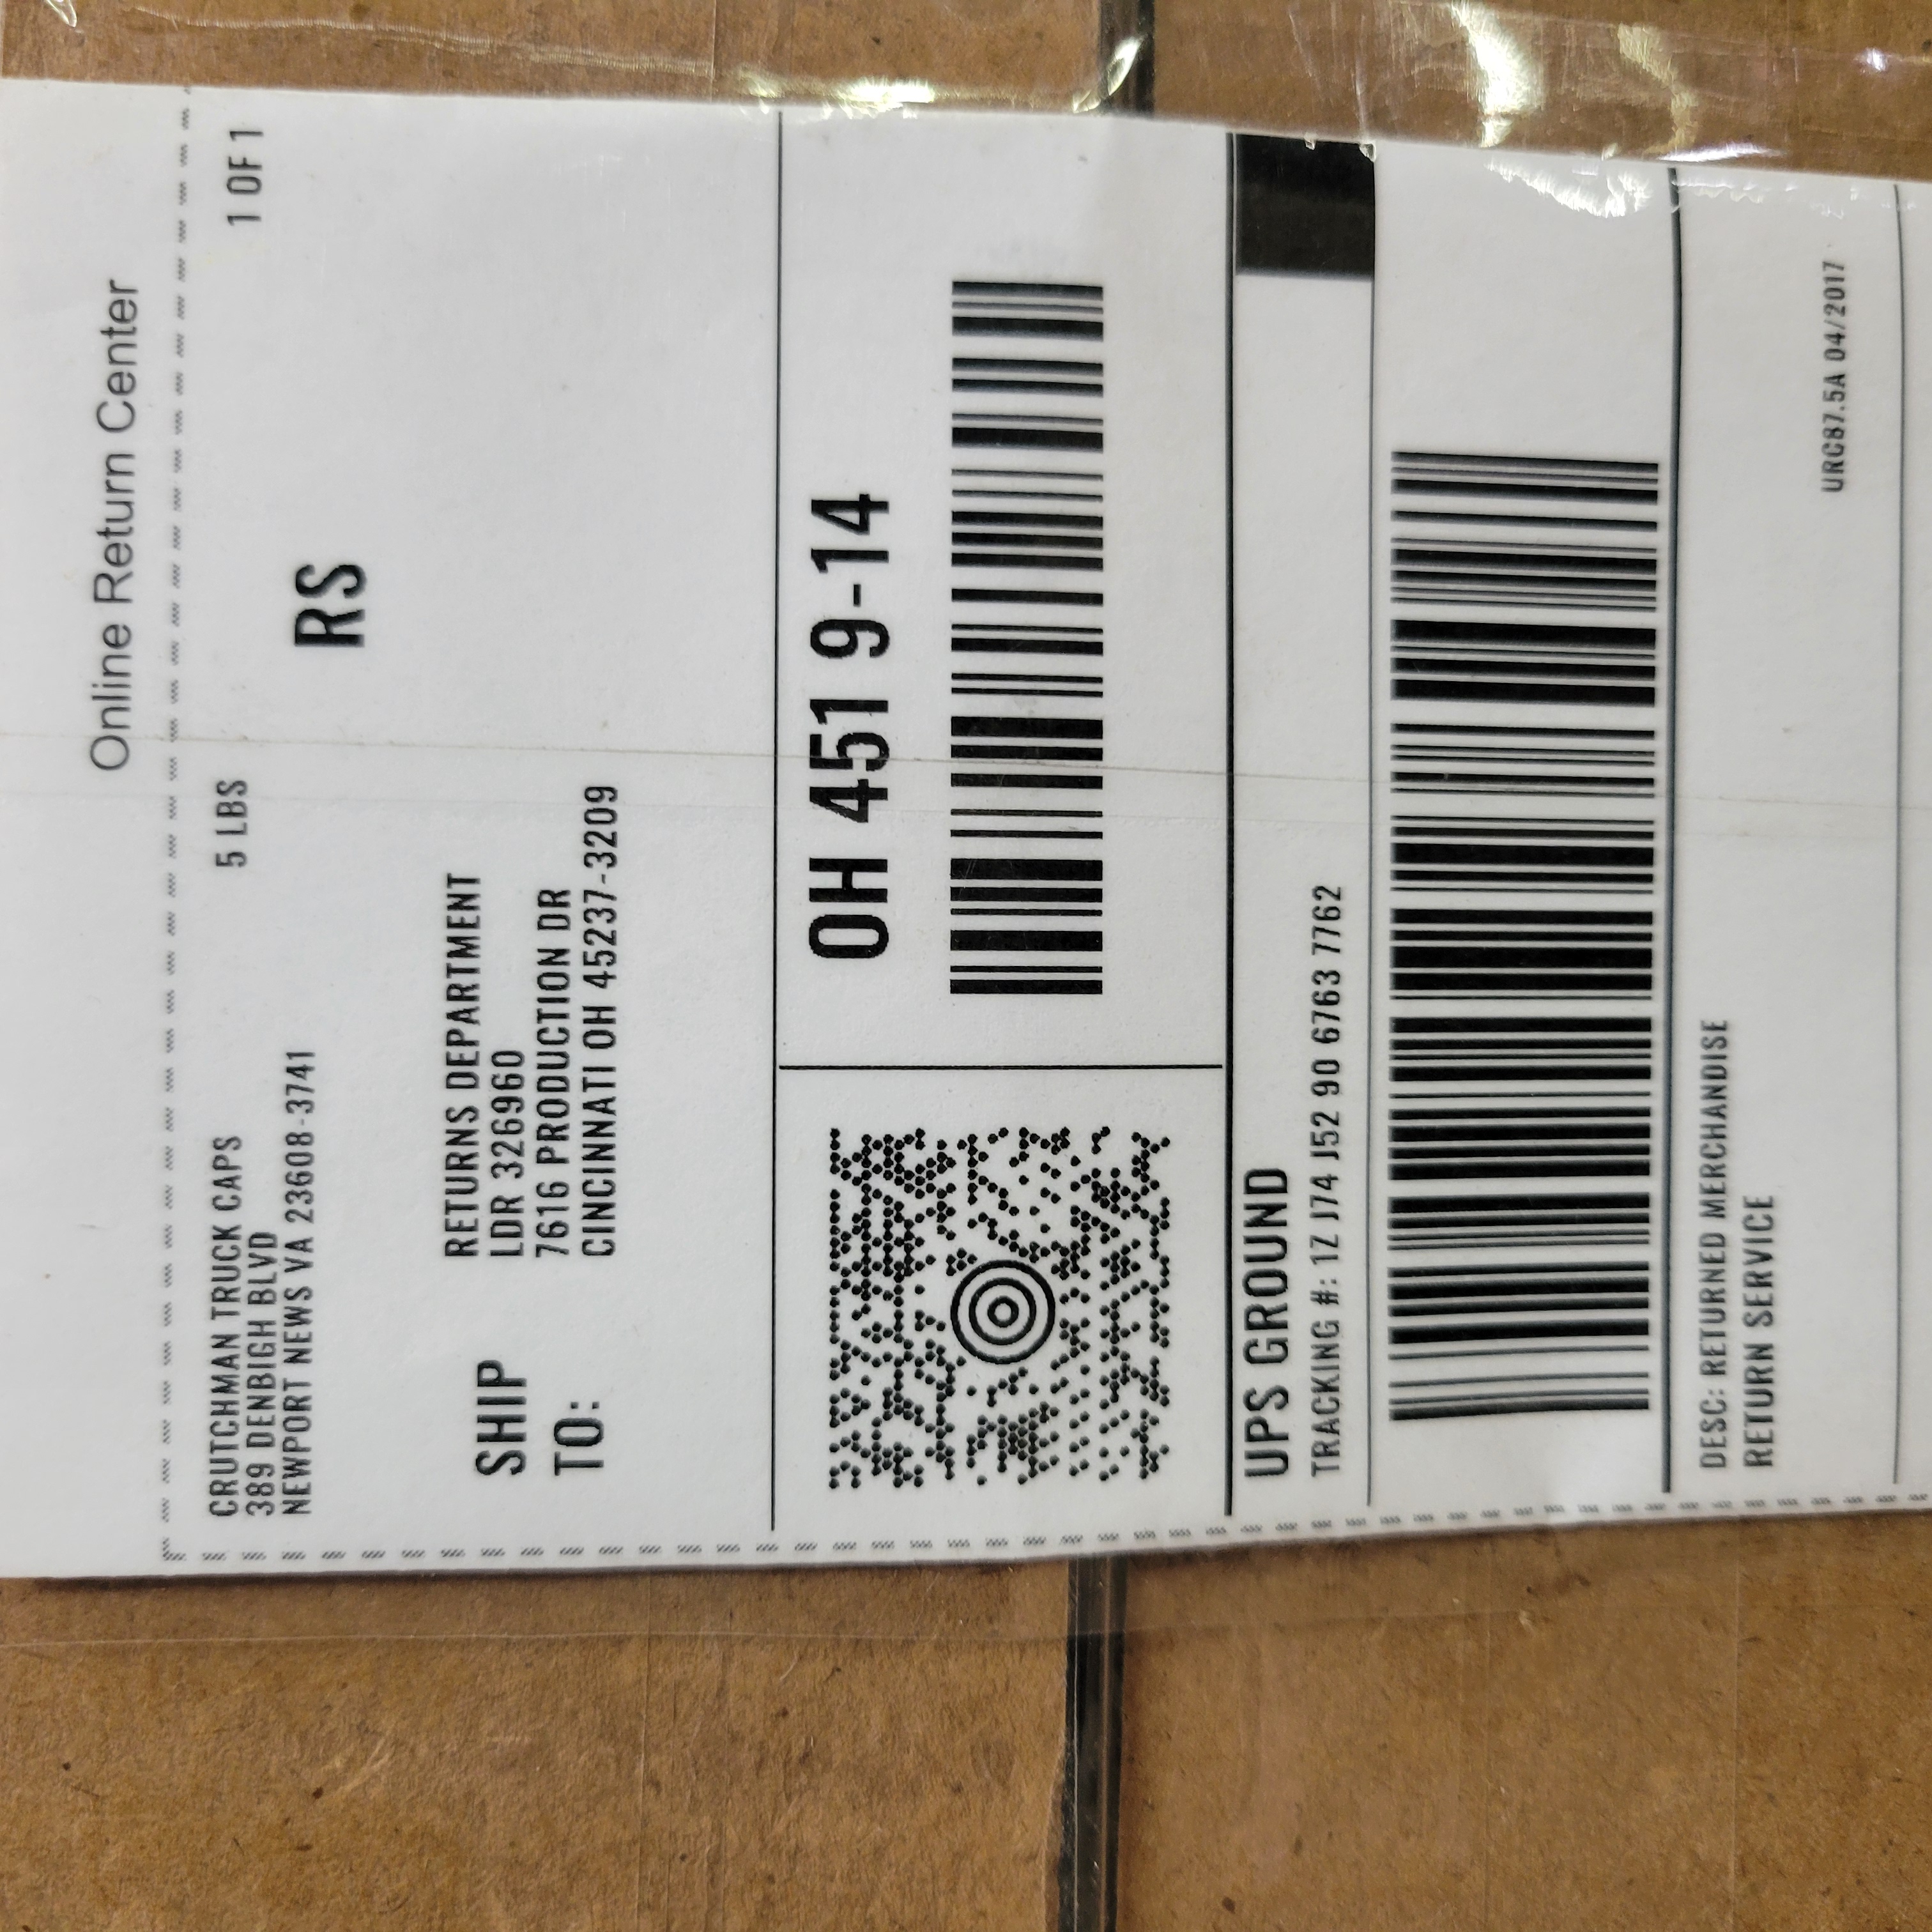 Online Return Center
CRUTCHMAN TRUCK CAPS
389 DENBIGH BLVD
NEWPORT NEWS VA 23608-3741
5 LBS
1 OF 1
RS
SHIP
TO:
RETURNS DEPARTMENT
LDR 326960
7616 PRODUCTION DR
CINCINNATI OH 45237-3209
OH 451 9-14
UPS GROUND
TRACKING #: 1Z J74 J52 90 6763 7762
DESC: RETURNED MERCHANDISE
RETURN SERVICE
URC87.5A 04/2017